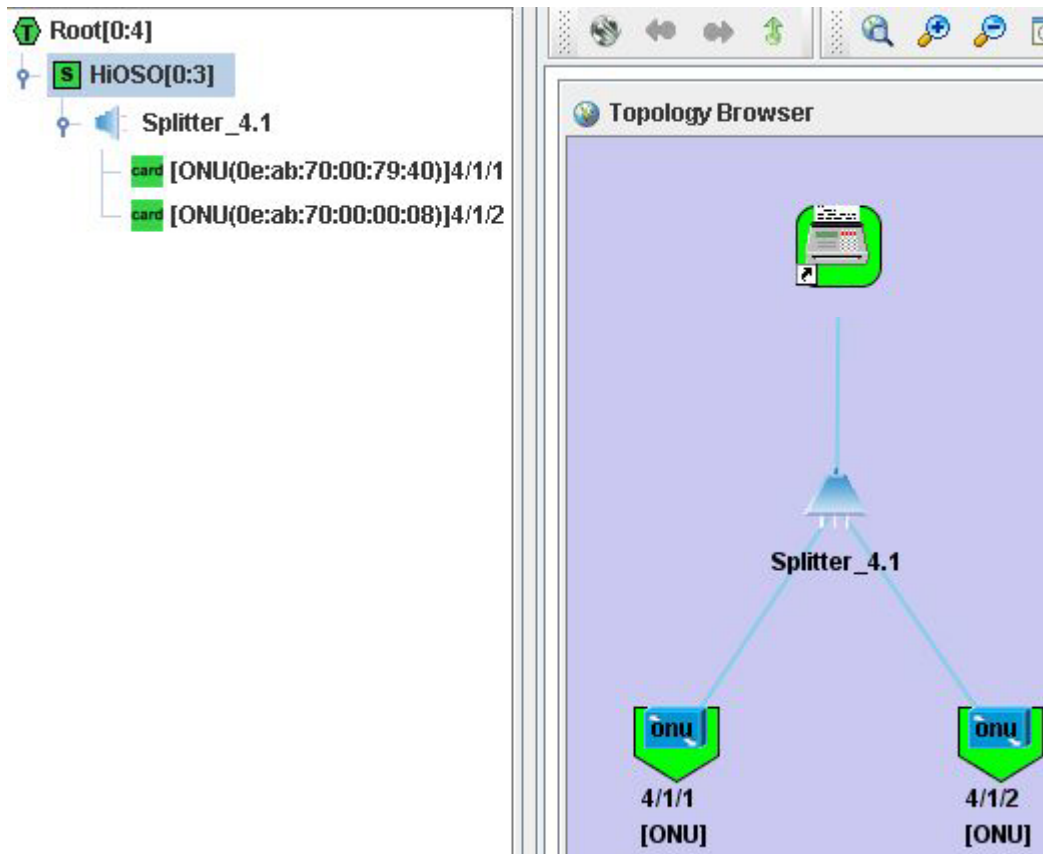 T Root[0:4]
S HiOSO[0:3]
Splitter_4.1
card [ONU(0e:ab:70:00:79:40)]4/1/1
card [ONU(0e:ab:70:00:00:08)]4/1/2
Topology Browser
Splitter_4.1
onu onu
4/1/1 4/1/2
[ONU] [ONU]